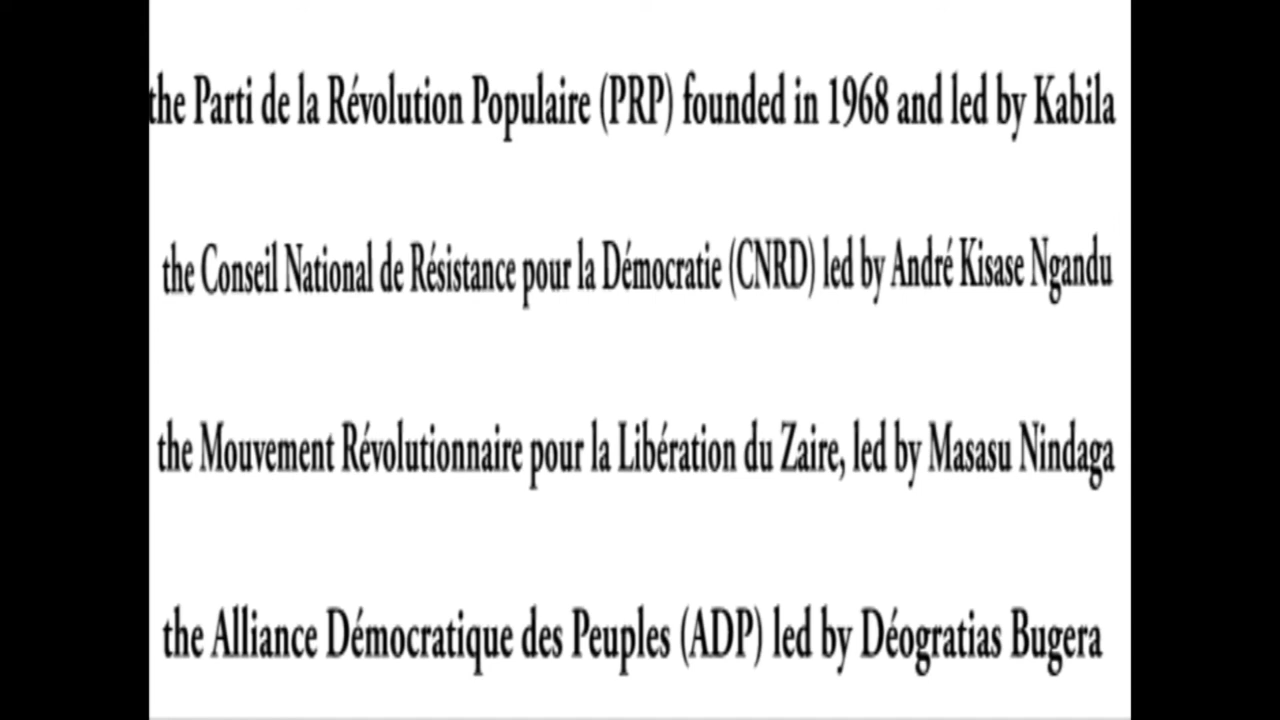 the Parti de la Révolution Populaire (PRP) founded in 1968 and led by Kabila
the Conseil National de Résistance pour la Démocratie (CNRD) led by André Kisase Ngandu
the Mouvement Révolutionnaire pour la Libération du Zaire, led by Masasu Nindaga
the Alliance Démocratique des Peuples (ADP) led by Déogratias Bugera